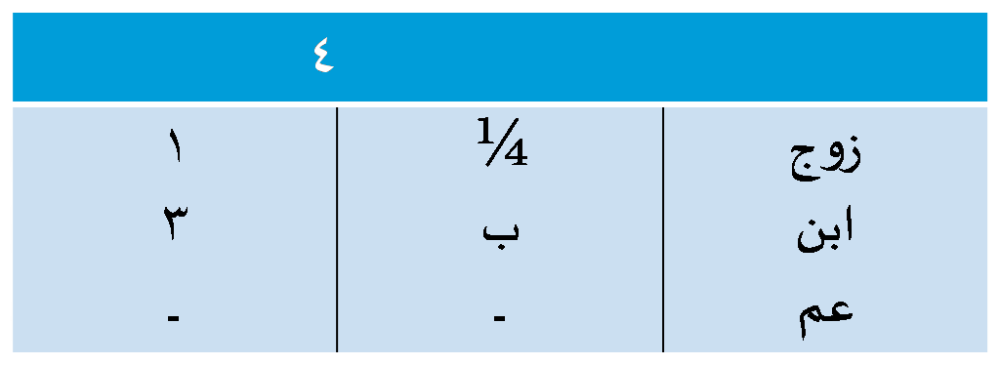 ٤
زوج ¼ ١
ابن ب ٣
عم - -